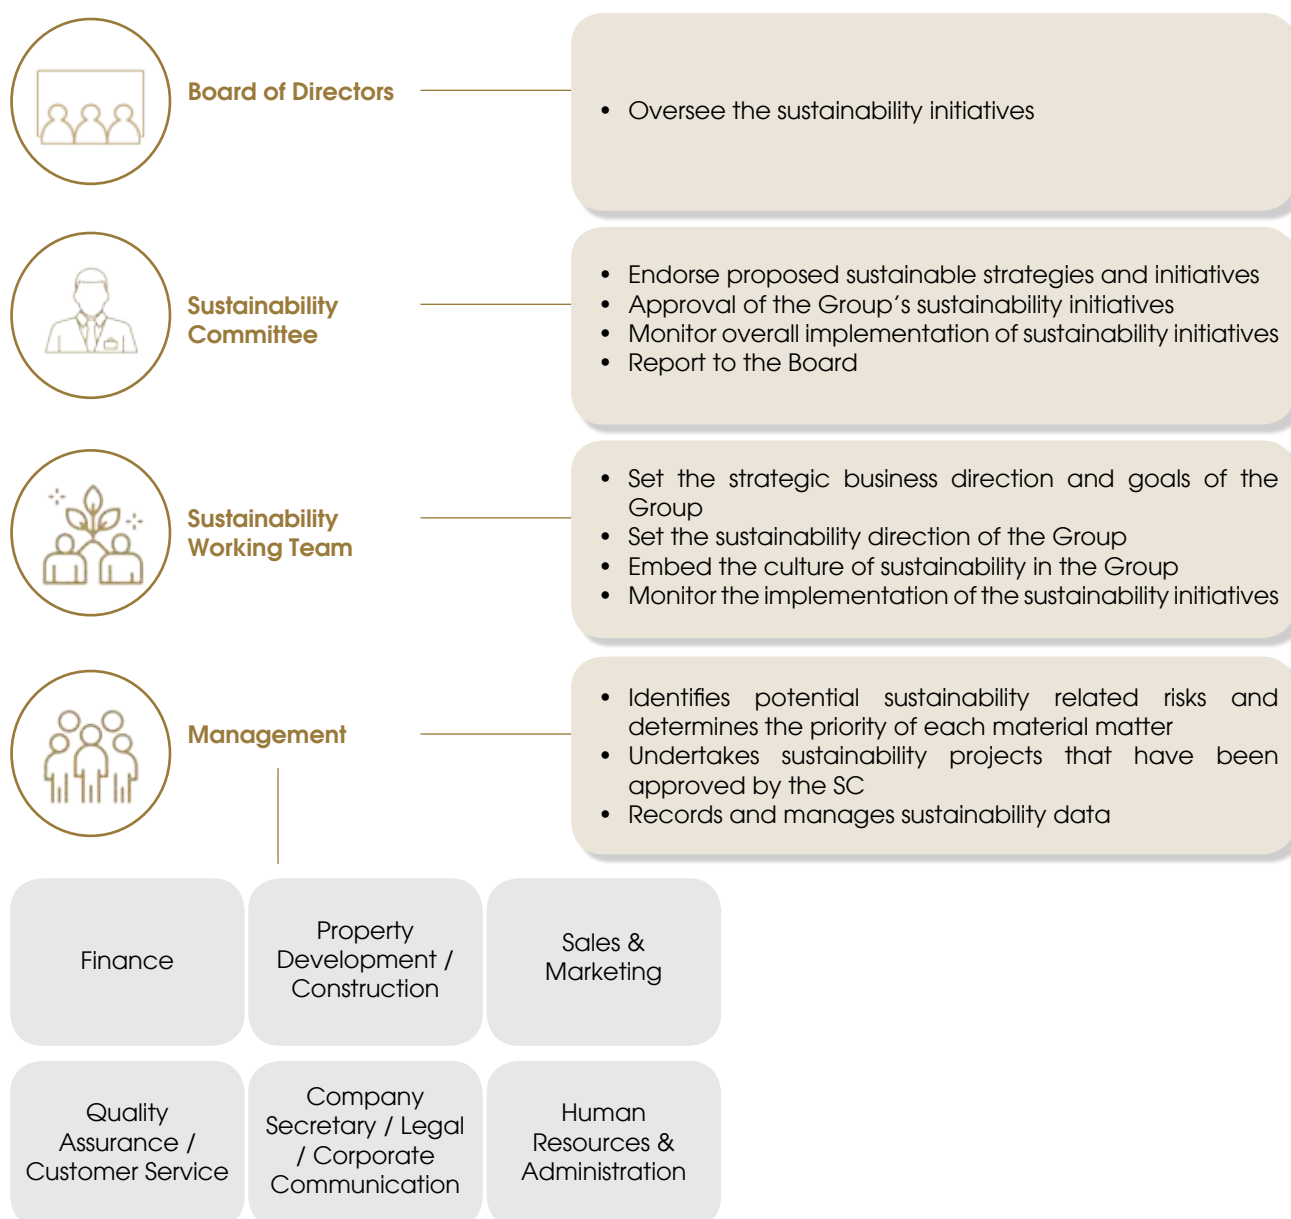 Board of Directors
• Oversee the sustainability initiatives
Sustainability
Committee
• Endorse proposed sustainable strategies and initiatives
• Approval of the Group's sustainability initiatives
• Monitor overall implementation of sustainability initiatives
• Report to the Board
Sustainability
Working Team
• Set the strategic business direction and goals of the
Group
• Set the sustainability direction of the Group
• Embed the culture of sustainability in the Group
• Monitor the implementation of the sustainability initiatives
Management
• Identifies potential sustainability related risks and
determines the priority of each material matter
• Undertakes sustainability projects that have been
approved by the SC
• Records and manages sustainability data
Finance
Property
Development /
Construction
Sales &
Marketing
Quality
Assurance /
Customer Service
Company
Secretary / Legal
/ Corporate
Communication
Human
Resources &
Administration